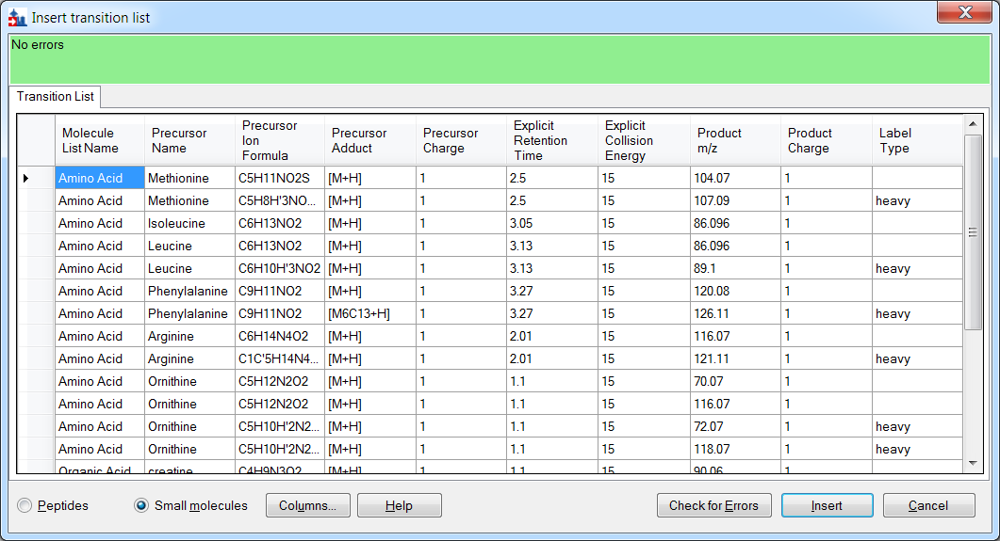 Insert transition list
No errors
Transition List
Molecule List Name Precursor Name Precursor Ion Formula Precursor Adduct Precursor Charge Explicit Retention Time Explicit Collision Energy Product m/z Product Charge Label Type
Amino Acid Methionine C5H11NO2S [M+H] 1 2.5 15 104.07 1
Amino Acid Methionine C5H8H'3NO... [M+H] 1 2.5 15 107.09 1 heavy
Amino Acid Isoleucine C6H13NO2 [M+H] 1 3.05 15 86.096 1
Amino Acid Leucine C6H13NO2 [M+H] 1 3.13 15 86.096 1
Amino Acid Leucine C6H10H'3NO2 [M+H] 1 3.13 15 89.1 1 heavy
Amino Acid Phenylalanine C9H11NO2 [M+H] 1 3.27 15 120.08 1
Amino Acid Phenylalanine C9H11NO2 [M6C13+H] 1 3.27 15 126.11 1 heavy
Amino Acid Arginine C6H14N4O2 [M+H] 1 2.01 15 116.07 1
Amino Acid Arginine C1C'5H14N4... [M+H] 1 2.01 15 121.11 1 heavy
Amino Acid Ornithine C5H12N2O2 [M+H] 1 1.1 15 70.07 1
Amino Acid Ornithine C5H12N2O2 [M+H] 1 1.1 15 116.07 1
Amino Acid Ornithine C5H10H'2N2... [M+H] 1 1.1 15 72.07 1 heavy
Amino Acid Ornithine C5H10H'2N2... [M+H] 1 1.1 15 118.07 1 heavy
Organic Acid creatine C4H9N3O2 [M+H] 1 1.1 15 90.06 1
Peptides Small molecules Columns... Help Check for Errors Insert Cancel